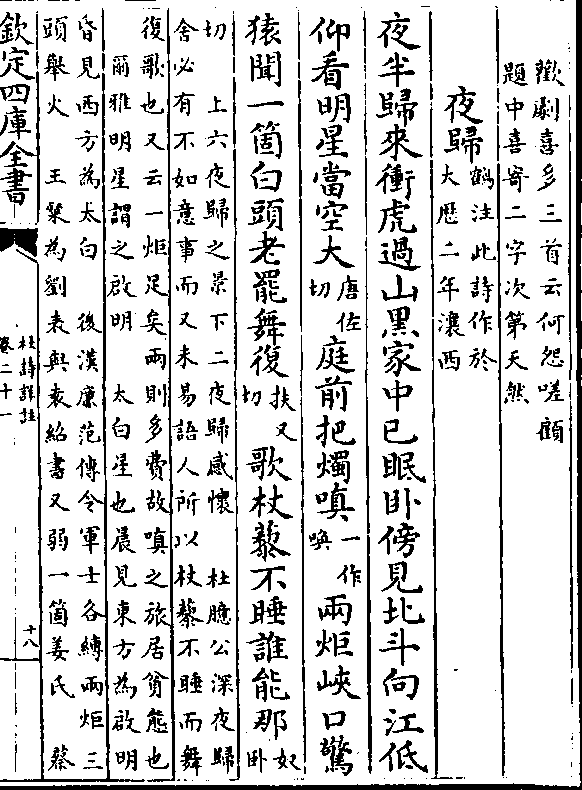 歡劇喜多三首云何怨嗟顧
題中喜寄二字次第天然
夜歸鶴注此詩作於
大歷二年瀼西
夜半歸來衝虎過山黑家中已眠卧傍見北斗向江低
仰看明星當空大唐佐切庭前把燭嗔一作喚兩炬峽口驚
猿聞一箇白頭老罷舞復扶又切歌杖藜不睡誰能那奴卧
切 上六夜歸之景下二夜歸感懷 杜臆公深夜歸
舍必有不如意事而又未易語人所以杖藜不睡而舞
復歌也又云一炬足矣兩則多費故嗔之旅居貧態也
爾雅明星謂之啟明 太白星也晨見東方為啟明
昏見西方為太白 後漢廉范傳令軍士各縛兩炬三
頭舉火 王粲為劉表與袁紹書又弱一箇姜氏 蔡
欽定四庫全書
杜詩詳註
卷二十一
十八